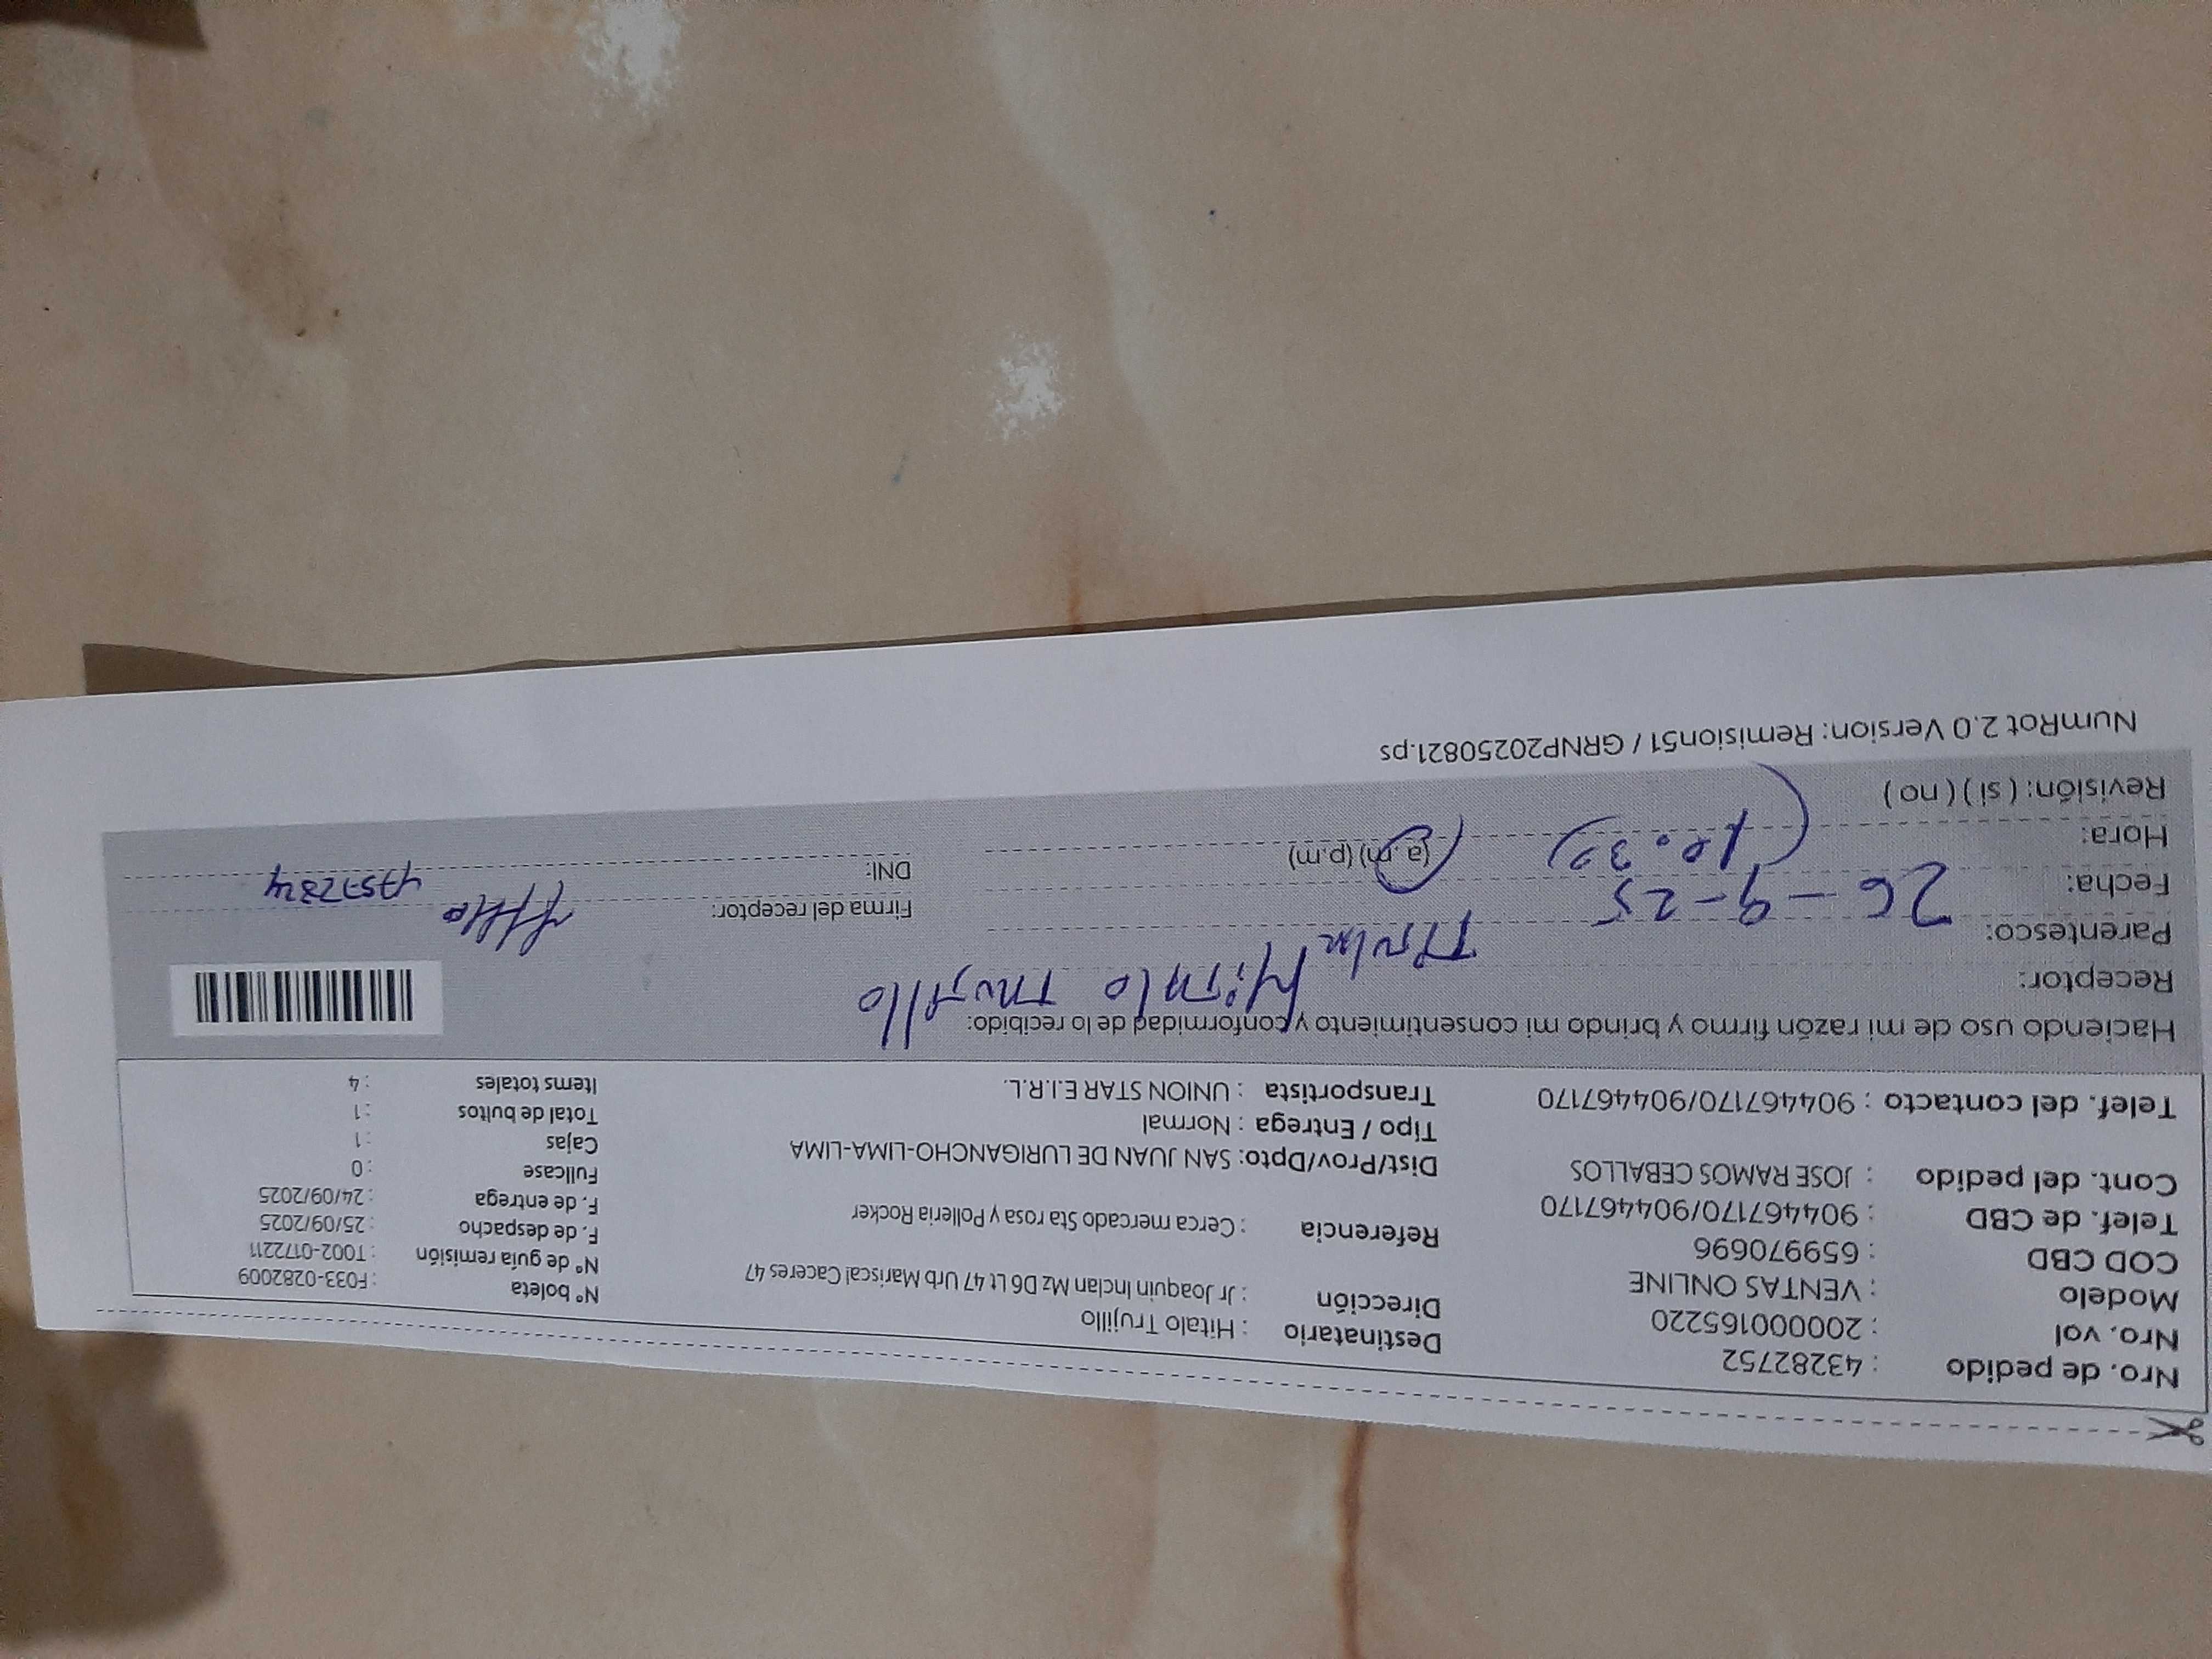 Nro. de pedido : 43282752
Nro. vol : 200000165220
Modelo : VENTAS ONLINE
COD CBD : 659970696
Telef. de CBD : 904467170/904467170
Cont. del pedido : JOSE RAMOS CEBALLOS
Telef. del contacto : 904467170/904467170
Destinatario : Hitalo Trujillo
Dirección : Jr Joaquin Inclan Mz D6 Lt 47 Urb Mariscal Caceres 47
Referencia : Cerca mercado Sta rosa y Polleria Rocker
Dist/Prov/Dpto: SAN JUAN DE LURIGANCHO-LIMA-LIMA
Tipo / Entrega : Normal
Transportista : UNION STAR E.I.R.L.
N° boleta : F033-0282009
N° de guía remisión : T002-0172211
F. de despacho : 25/09/2025
F. de entrega : 24/09/2025
Fullcase : 0
Cajas : 1
Total de bultos : 1
Items totales : 4
Haciendo uso de mi razón firmo y brindo mi consentimiento y conformidad de lo recibido:
Receptor: Hitalo Trujillo
Parentesco:
Fecha: 26-9-25
Hora: (a.m) (p.m)
Revisión: ( si ) ( no )
Firma del receptor:
DNI:
NumRot 2.0 Version: Remision51 / GRNP20250821.ps